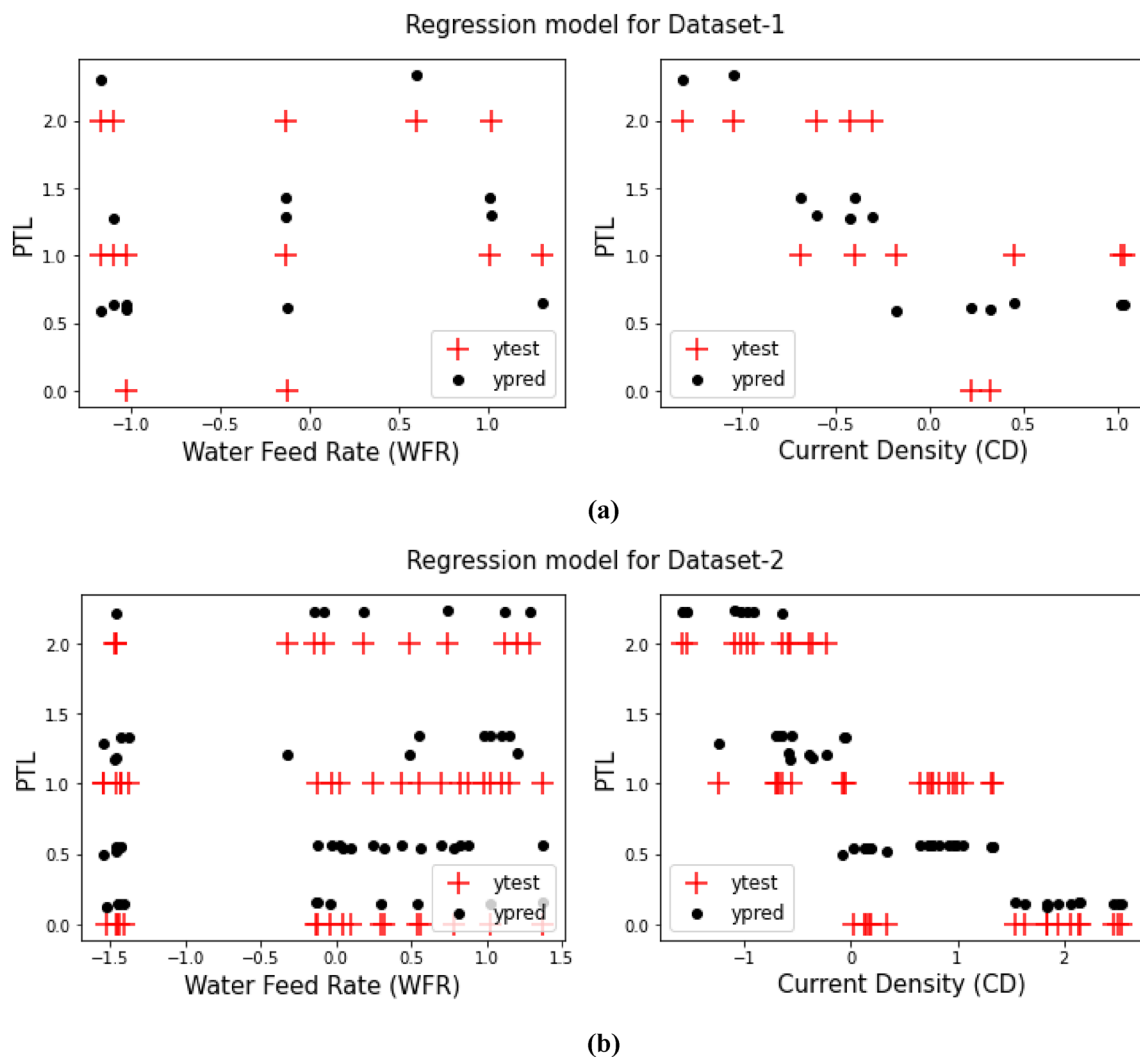 Regression model for Dataset-1
PTL
2.0
1.5
1.0
0.5
0.0
ytest
ypred
−1.0 −0.5 0.0 0.5 1.0
Water Feed Rate (WFR)
PTL
2.0
1.5
1.0
0.5
0.0
ytest
ypred
−1.0 −0.5 0.0 0.5 1.0
Current Density (CD)
(a)
Regression model for Dataset-2
PTL
2.0
1.5
1.0
0.5
0.0
ytest
ypred
−1.5 −1.0 −0.5 0.0 0.5 1.0 1.5
Water Feed Rate (WFR)
PTL
2.0
1.5
1.0
0.5
0.0
ytest
ypred
−1 0 1 2
Current Density (CD)
(b)